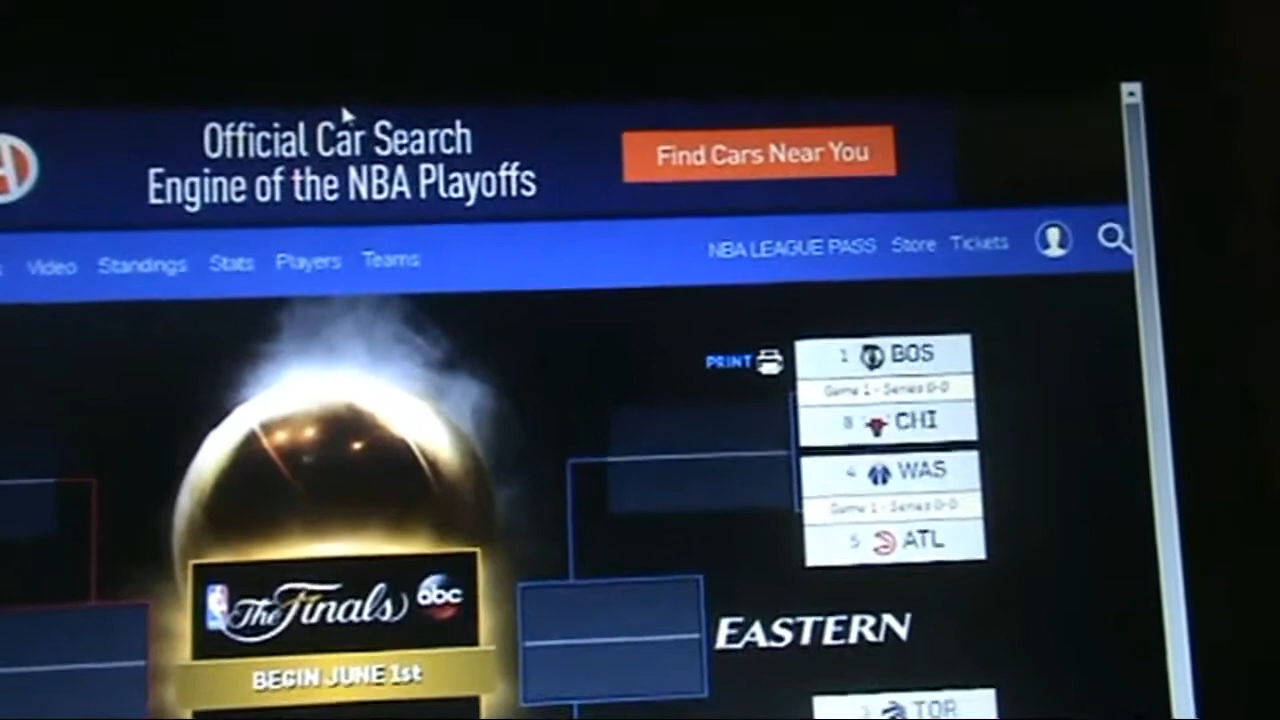 Official Car Search
Engine of the NBA Playoffs
Find Cars Near You
Video Standings Stats Players Teams
NBA LEAGUE PASS Store Tickets
PRINT
1 BOS
Game 1 - Series 0-0
8 CHI
4 WAS
Game 1 - Series 0-0
5 ATL
The Finals abc
BEGIN JUNE 1st
EASTERN
3 TOR